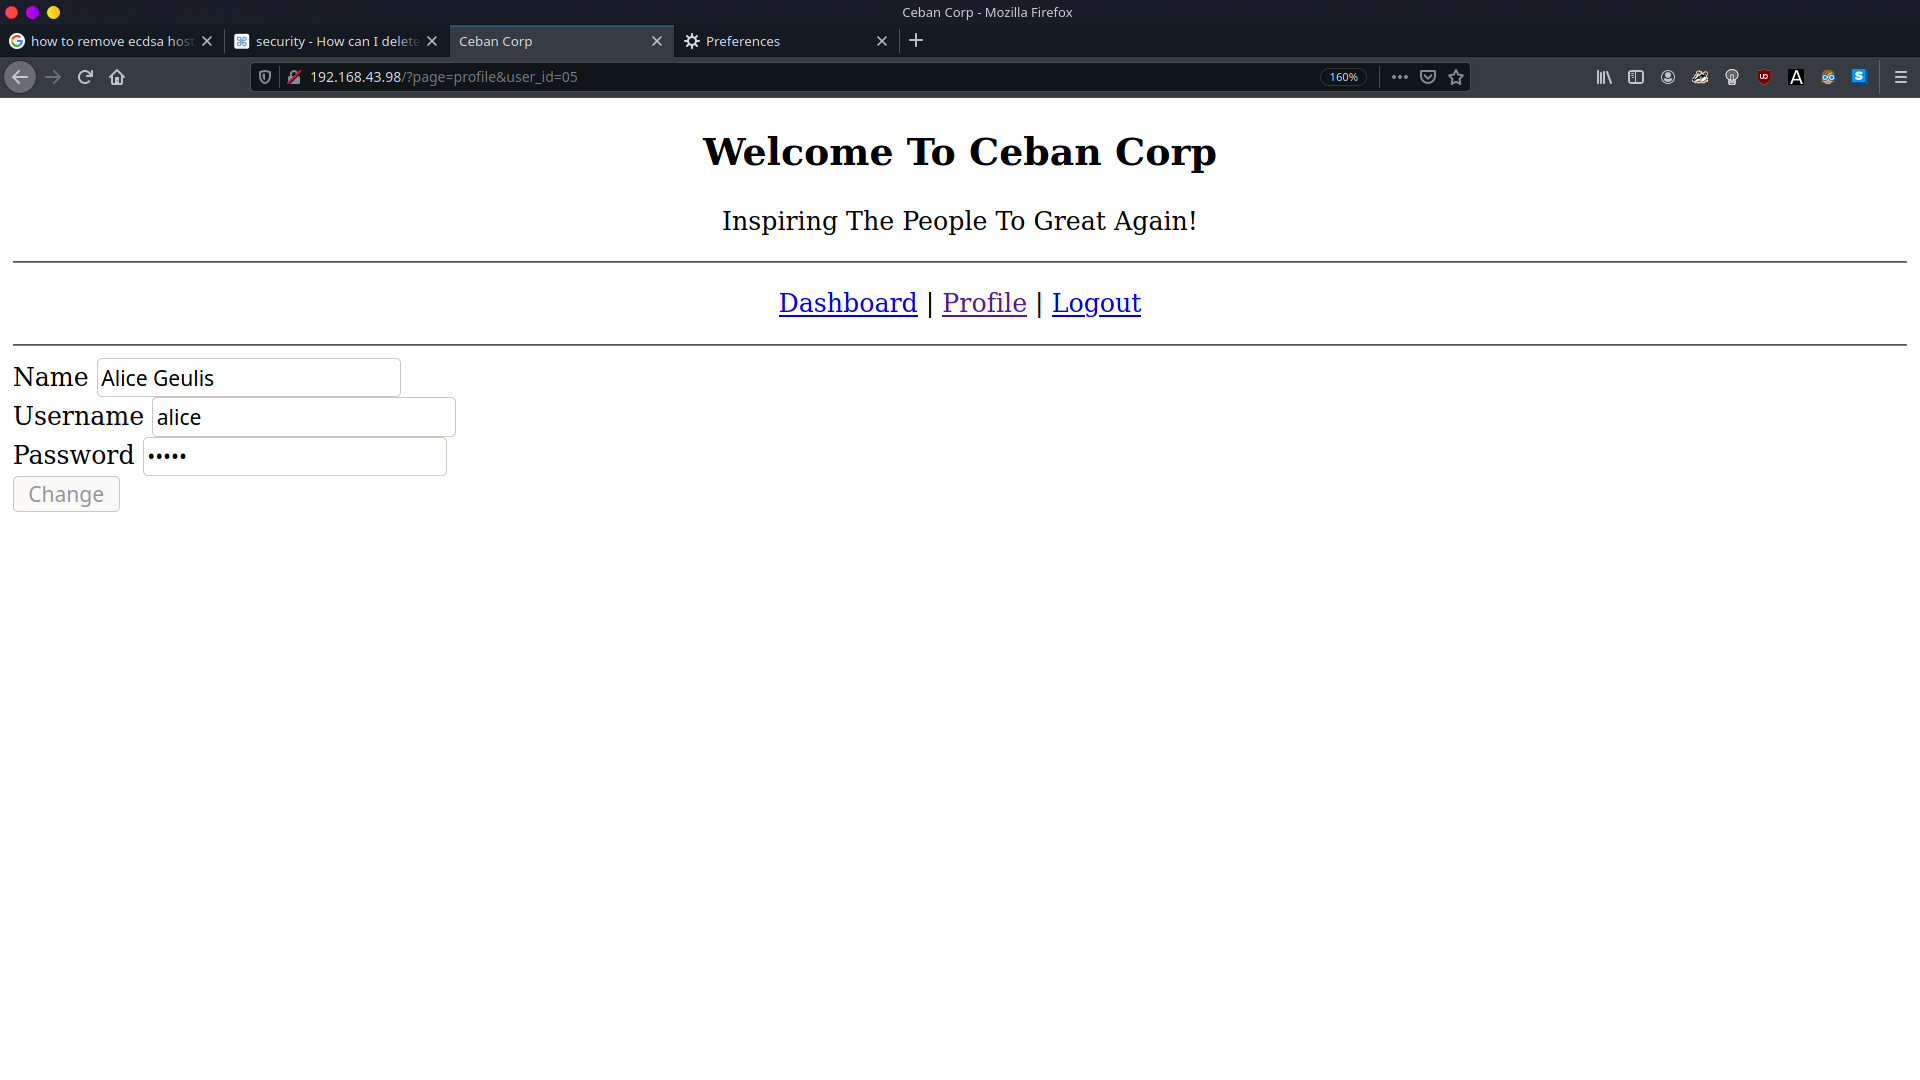 Ceban Corp - Mozilla Firefox
how to remove ecdsa host
security - How can I delete
Ceban Corp
Preferences
192.168.43.98/?page=profile&user_id=05
160%
Welcome To Ceban Corp
Inspiring The People To Great Again!
Dashboard | Profile | Logout
Name Alice Geulis
Username alice
Password •••••
Change